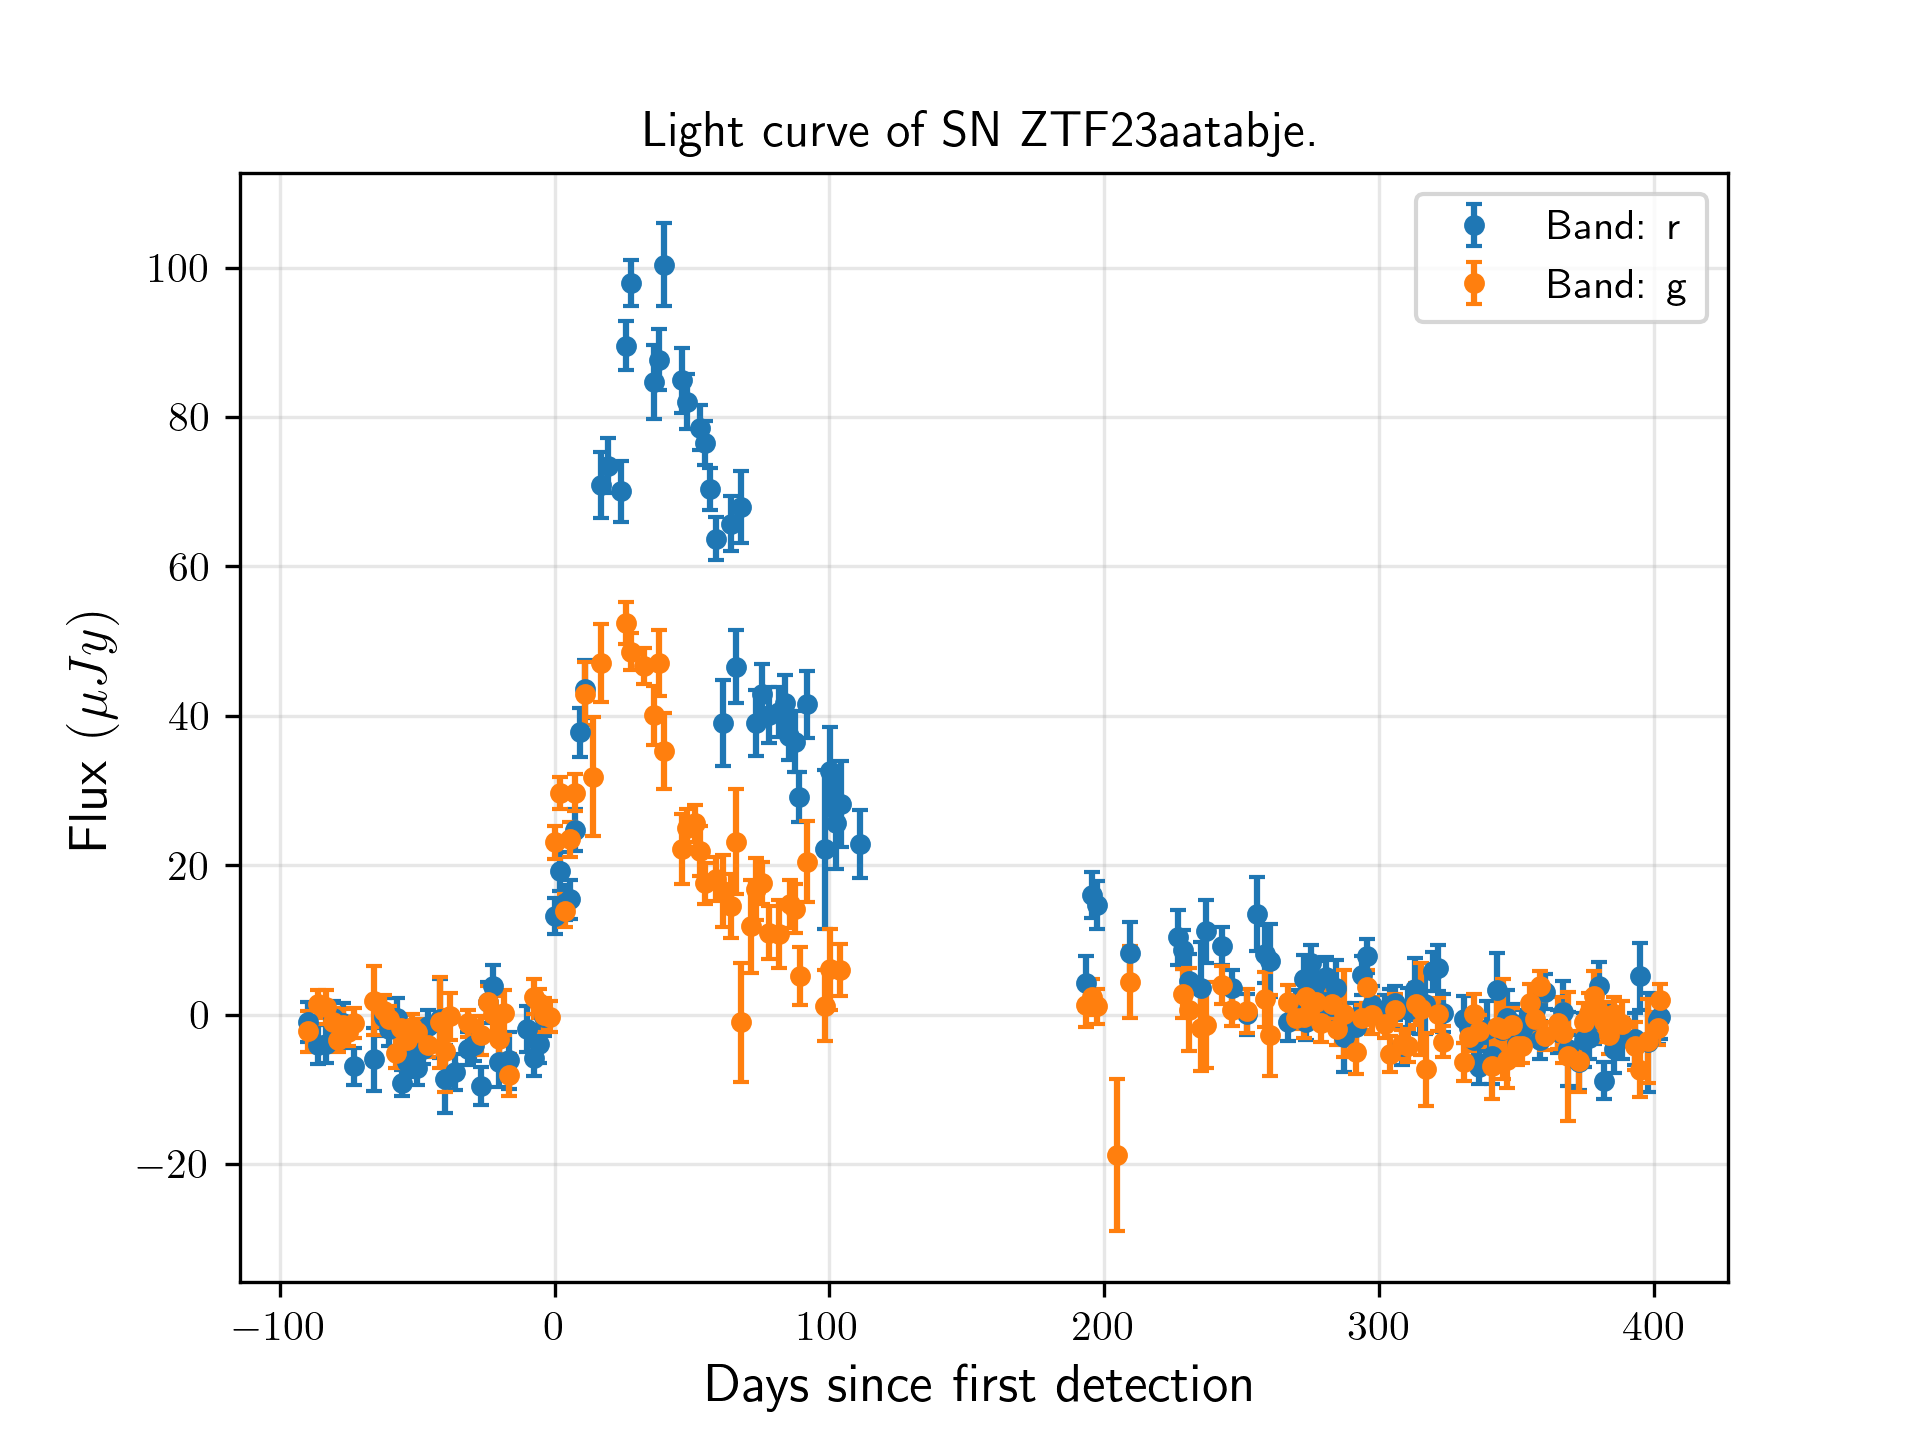 Light curve of SN ZTF23aatabje.
Band: r
Band: g
Flux (μJy)
100
80
60
40
20
0
−20
−100 0 100 200 300 400
Days since first detection